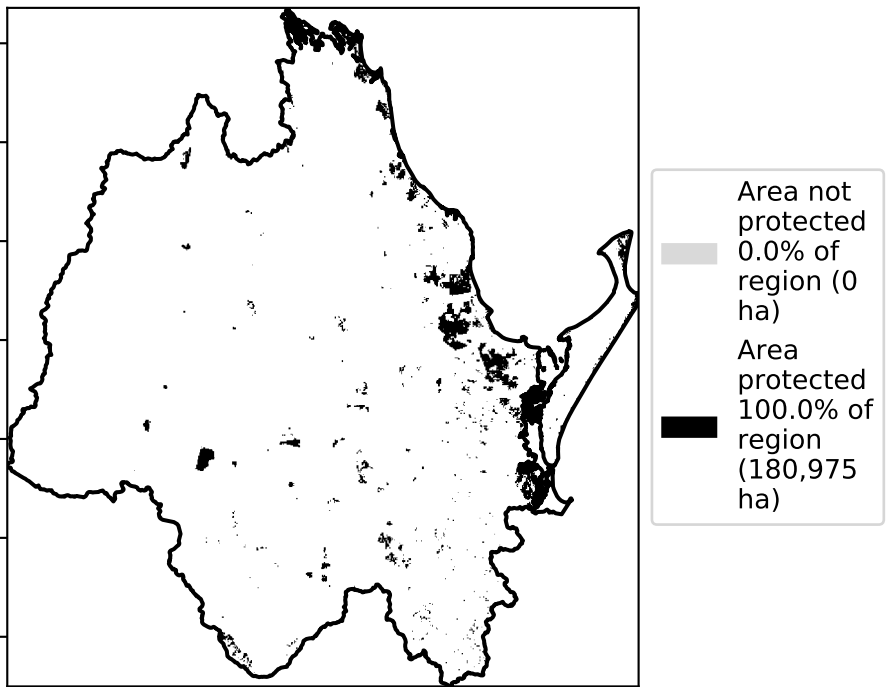 Area not
protected
0.0% of
region (0
ha)
Area
protected
100.0% of
region
(180,975
ha)